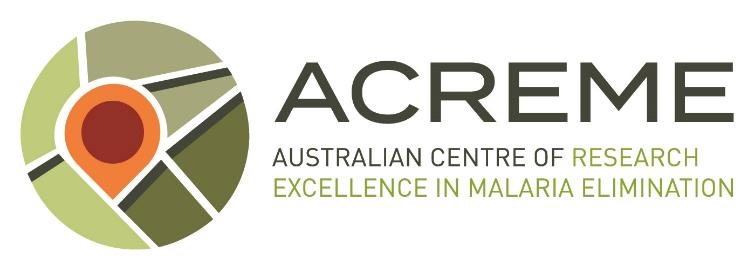 ACREME
AUSTRALIAN CENTRE OF RESEARCH
EXCELLENCE IN MALARIA ELIMINATION